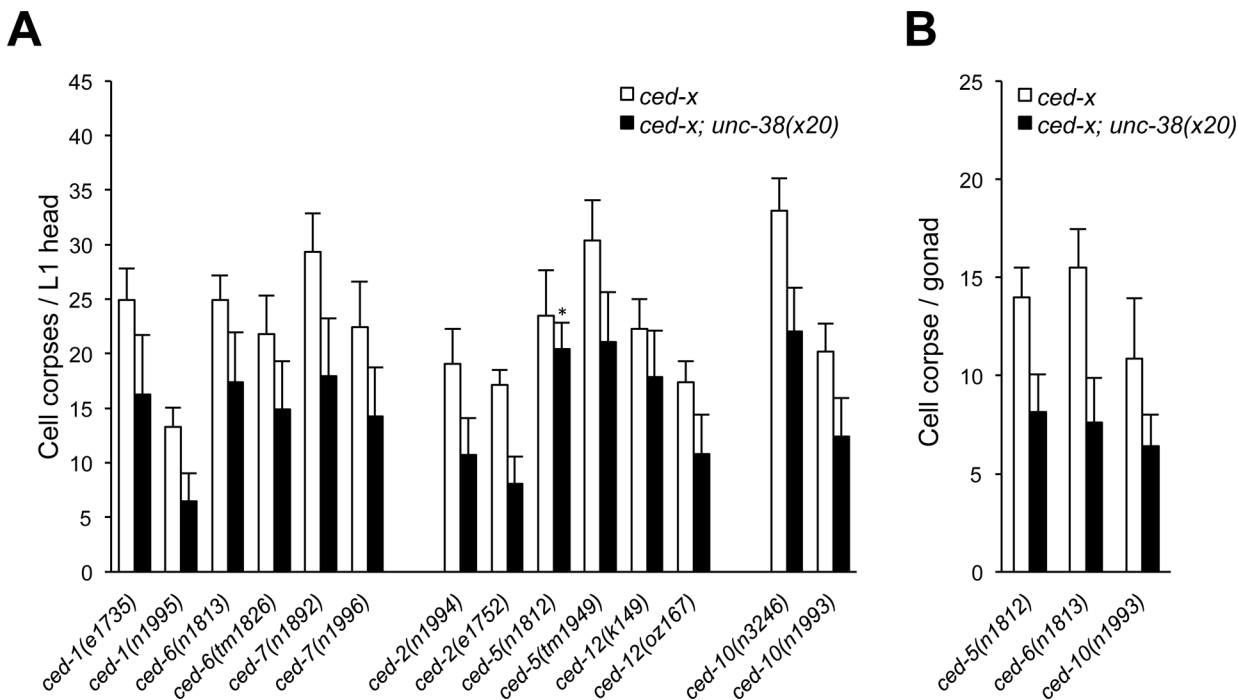 A
Cell corpses / L1 head
45
40
35
30
25
20
15
10
5
0
ced-x
ced-x; unc-38(x20)
*
ced-1(e1735)
ced-1(n1995)
ced-6(n1813)
ced-6(tm1826)
ced-7(n1892)
ced-7(n1996)
ced-2(n1994)
ced-2(e1752)
ced-5(n1812)
ced-5(tm1949)
ced-12(k149)
ced-12(oz167)
ced-10(n3246)
ced-10(n1993)
B
Cell corpse / gonad
25
20
15
10
5
0
ced-x
ced-x; unc-38(x20)
ced-5(n1812)
ced-6(n1813)
ced-10(n1993)